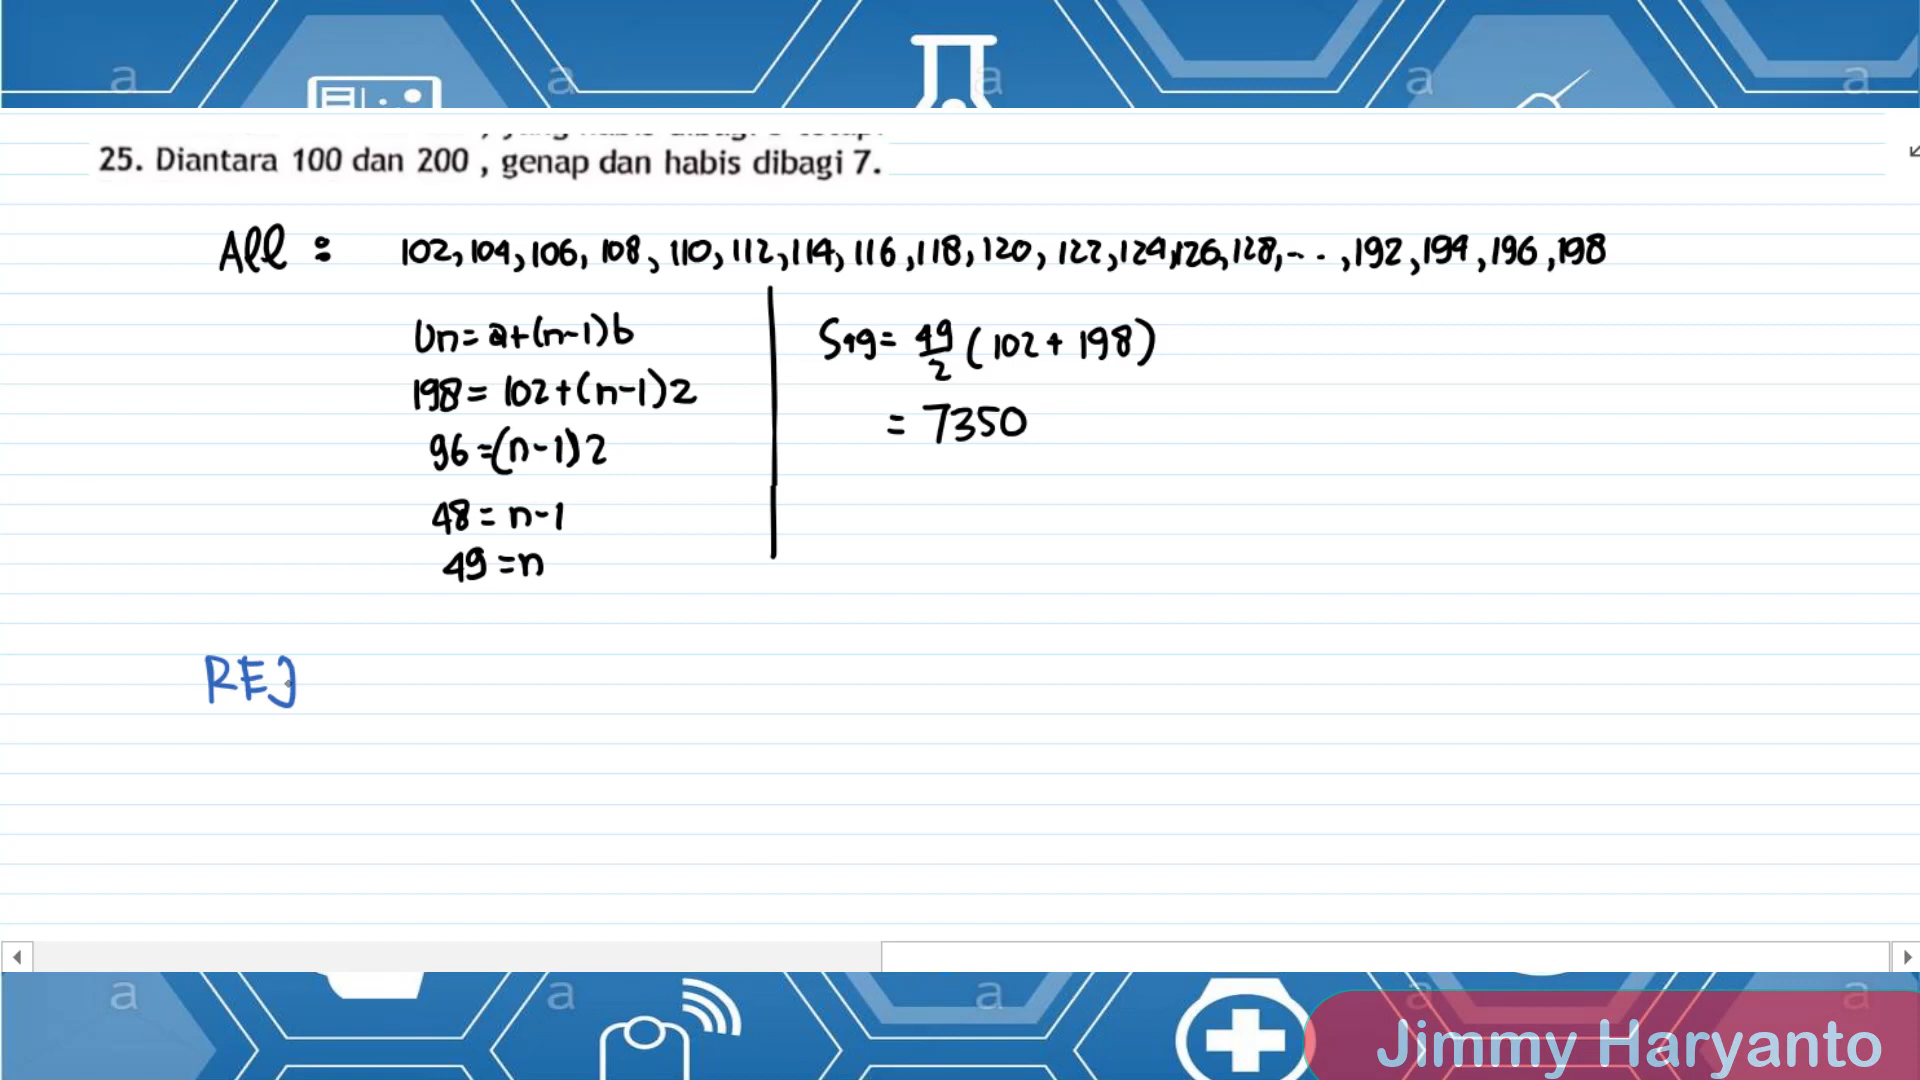 25. Diantara 100 dan 200 , genap dan habis dibagi 7.
All : 102, 104, 106, 108, 110, 112, 114, 116, 118, 120, 122, 124, 126, 128, ..., 192, 194, 196, 198
Un = a + (n-1)b
198 = 102 + (n-1)2
96 = (n-1)2
48 = n-1
49 = n
S49 = 49/2 (102 + 198)
= 7350
REJ
Jimmy Haryanto